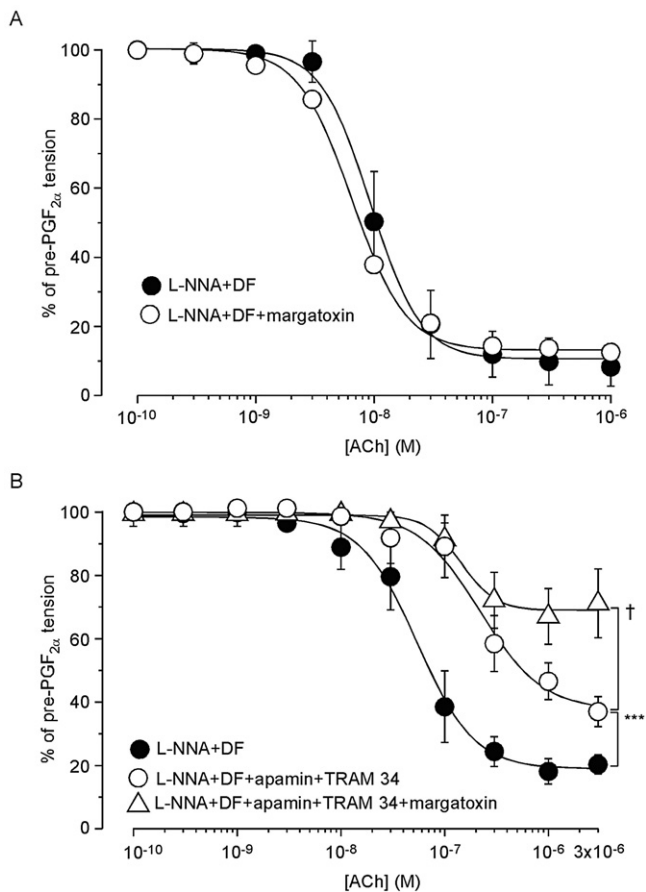 A
% of pre-PGF2α tension
100
80
60
40
20
0
L-NNA+DF
L-NNA+DF+margatoxin
10-10
10-9
10-8
10-7
10-6
[ACh] (M)
B
% of pre-PGF2α tension
100
80
60
40
20
0
†
***
L-NNA+DF
L-NNA+DF+apamin+TRAM 34
L-NNA+DF+apamin+TRAM 34+margatoxin
10-10
10-9
10-8
10-7
10-6
3x10-6
[ACh] (M)